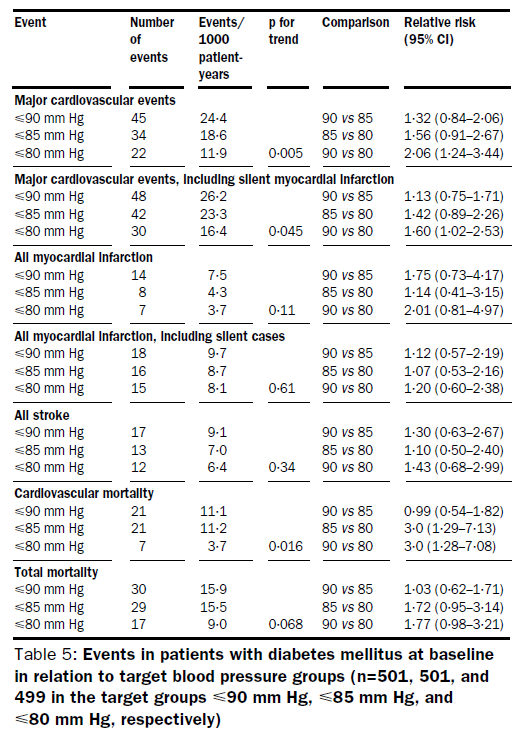 Event Number of events Events/ 1000 patient-years p for trend Comparison Relative risk (95% CI)
Major cardiovascular events
≤90 mm Hg 45 24·4 90 vs 85 1·32 (0·84–2·06)
≤85 mm Hg 34 18·6 85 vs 80 1·56 (0·91–2·67)
≤80 mm Hg 22 11·9 0·005 90 vs 80 2·06 (1·24–3·44)
Major cardiovascular events, including silent myocardial infarction
≤90 mm Hg 48 26·2 90 vs 85 1·13 (0·75–1·71)
≤85 mm Hg 42 23·3 85 vs 80 1·42 (0·89–2·26)
≤80 mm Hg 30 16·4 0·045 90 vs 80 1·60 (1·02–2·53)
All myocardial infarction
≤90 mm Hg 14 7·5 90 vs 85 1·75 (0·73–4·17)
≤85 mm Hg 8 4·3 85 vs 80 1·14 (0·41–3·15)
≤80 mm Hg 7 3·7 0·11 90 vs 80 2·01 (0·81–4·97)
All myocardial infarction, including silent cases
≤90 mm Hg 18 9·7 90 vs 85 1·12 (0·57–2·19)
≤85 mm Hg 16 8·7 85 vs 80 1·07 (0·53–2·16)
≤80 mm Hg 15 8·1 0·61 90 vs 80 1·20 (0·60–2·38)
All stroke
≤90 mm Hg 17 9·1 90 vs 85 1·30 (0·63–2·67)
≤85 mm Hg 13 7·0 85 vs 80 1·10 (0·50–2·40)
≤80 mm Hg 12 6·4 0·34 90 vs 80 1·43 (0·68–2·99)
Cardiovascular mortality
≤90 mm Hg 21 11·1 90 vs 85 0·99 (0·54–1·82)
≤85 mm Hg 21 11·2 85 vs 80 3·0 (1·29–7·13)
≤80 mm Hg 7 3·7 0·016 90 vs 80 3·0 (1·28–7·08)
Total mortality
≤90 mm Hg 30 15·9 90 vs 85 1·03 (0·62–1·71)
≤85 mm Hg 29 15·5 85 vs 80 1·72 (0·95–3·14)
≤80 mm Hg 17 9·0 0·068 90 vs 80 1·77 (0·98–3·21)
Table 5: Events in patients with diabetes mellitus at baseline
in relation to target blood pressure groups (n=501, 501, and
499 in the target groups ≤90 mm Hg, ≤85 mm Hg, and
≤80 mm Hg, respectively)